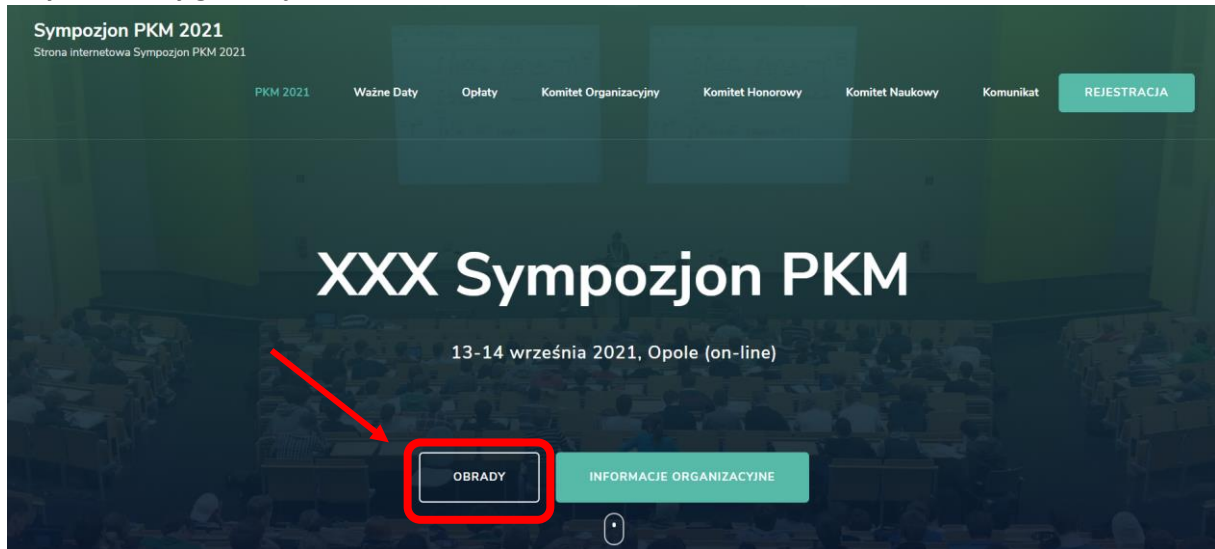 Sympozjon PKM 2021
Strona internetowa Sympozjon PKM 2021
PKM 2021 Ważne Daty Opłaty Komitet Organizacyjny Komitet Honorowy Komitet Naukowy Komunikat REJESTRACJA
XXX Sympozjon PKM
13-14 września 2021, Opole (on-line)
OBRADY INFORMACJE ORGANIZACYJNE